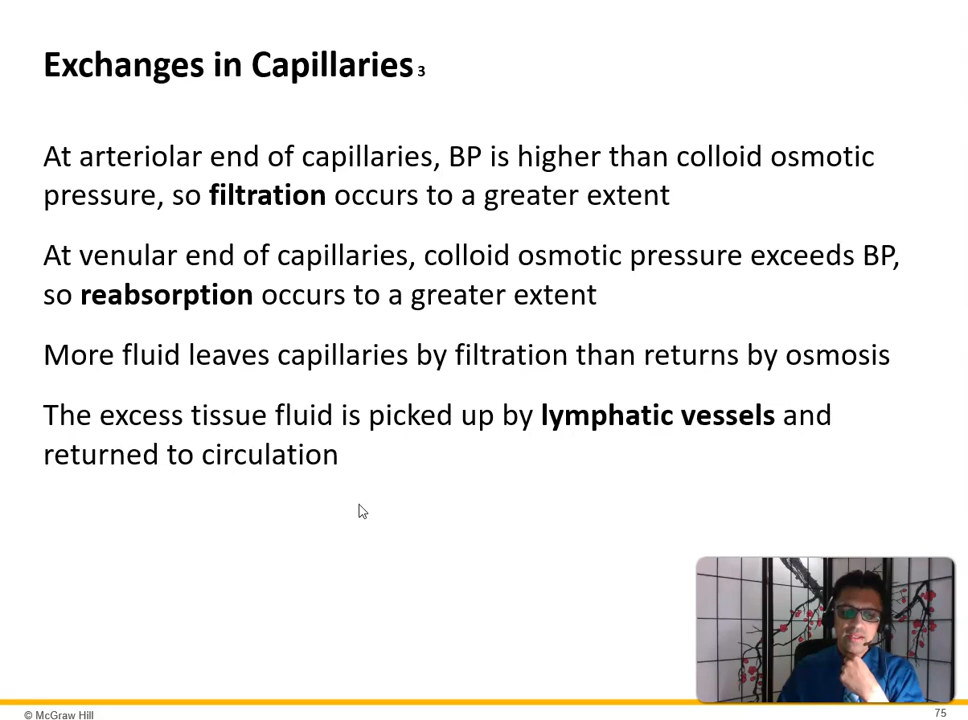 Exchanges in Capillaries 3
At arteriolar end of capillaries, BP is higher than colloid osmotic
pressure, so filtration occurs to a greater extent
At venular end of capillaries, colloid osmotic pressure exceeds BP,
so reabsorption occurs to a greater extent
More fluid leaves capillaries by filtration than returns by osmosis
The excess tissue fluid is picked up by lymphatic vessels and
returned to circulation
© McGraw Hill
75